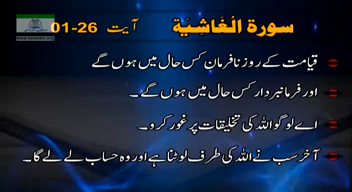 سورة الْغَاشِيَة آیت 26-01
قیامت کے روز نافرمان کس حال میں ہوں گے
اور فرمانبردار کس حال میں ہوں گے ۔
اے لوگو اللہ کی تخلیقات پر غور کرو ۔
آخر سب نے اللہ کی طرف لوٹنا ہے اور وہ حساب لے لے گا ۔